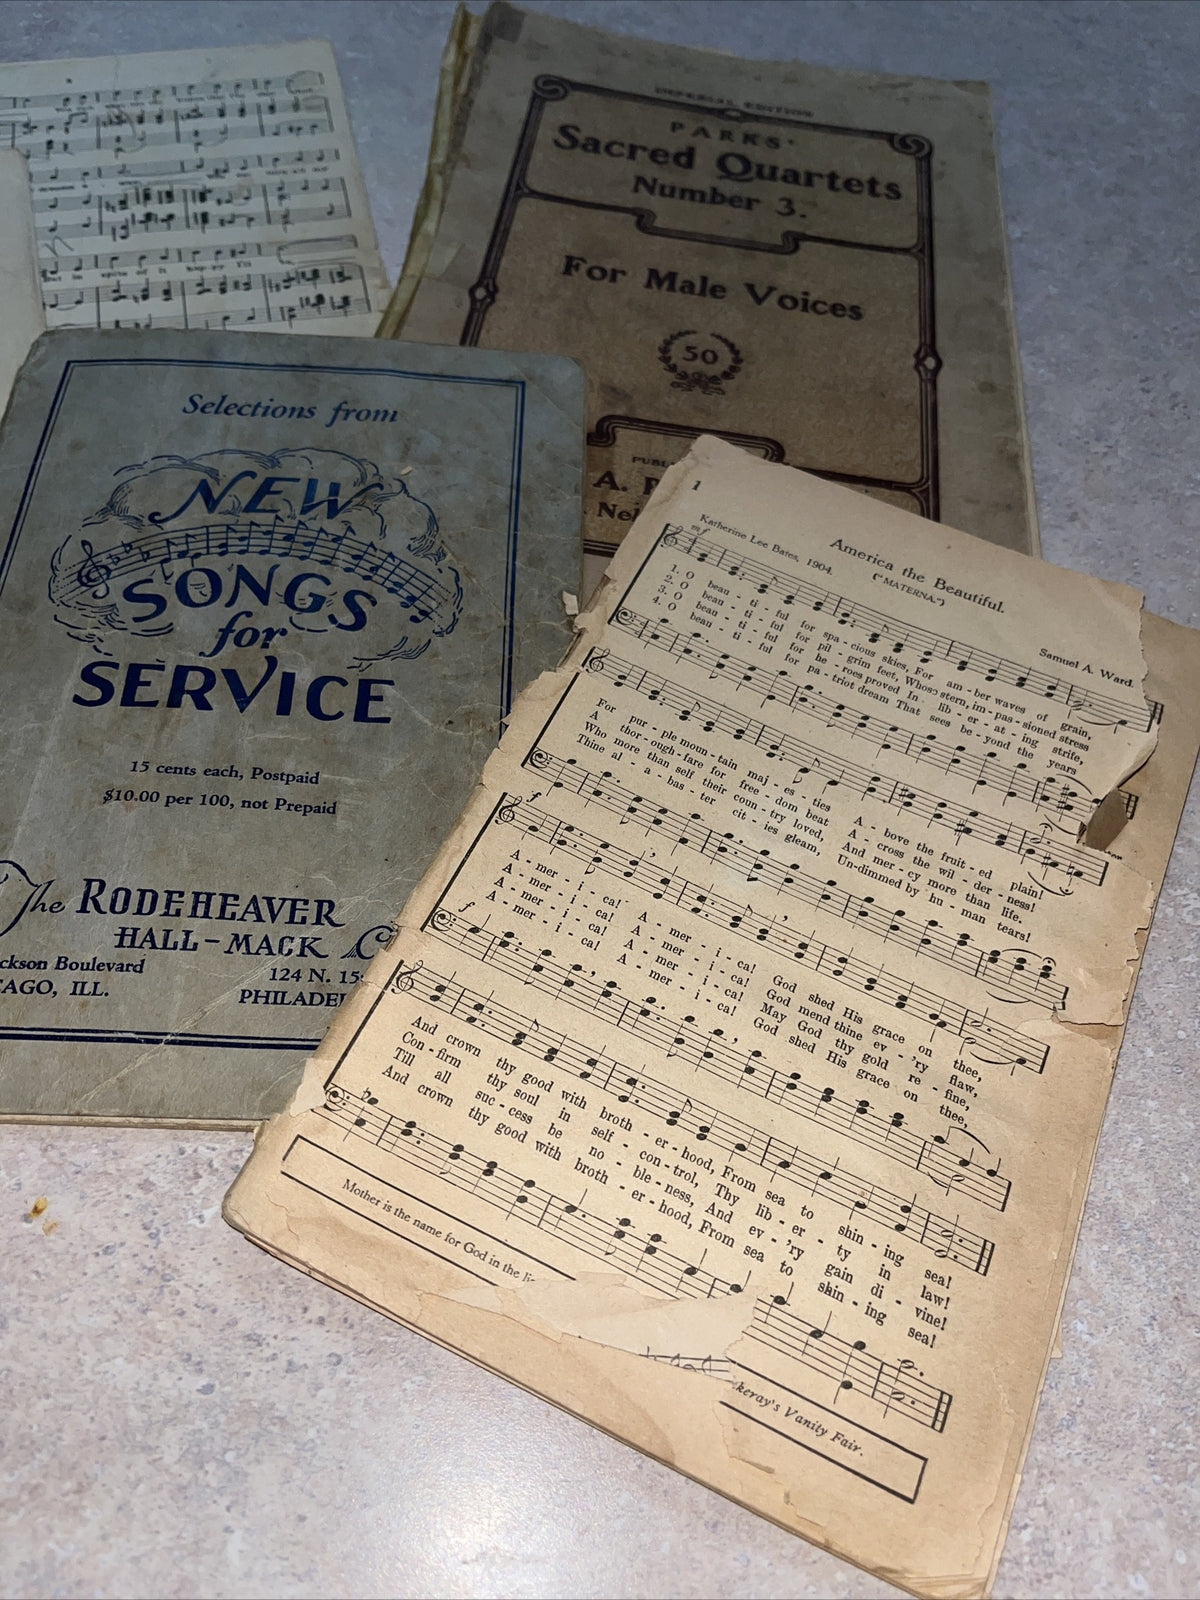 IMPERIAL EDITION
PARKS'
Sacred Quartets
Number 3.
For Male Voices
50
PUBL
A. P
Nel
Selections from
NEW
SONGS
for
SERVICE
15 cents each, Postpaid
$10.00 per 100, not Prepaid
The RODEHEAVER
HALL-MACK C
ckson Boulevard
124 N. 15
AGO, ILL.
PHILADEL
1
America the Beautiful.
Katherine Lee Bates, 1904.
("MATERNA.")
Samuel A. Ward.
mf
1. O beau - ti - ful for spa - cious skies, For am - ber waves of grain,
2. O beau - ti - ful for pil - grim feet, Whose stern, im - pas - sioned stress
3. O beau - ti - ful for he - roes proved In lib - er - at - ing strife,
4. O beau - ti - ful for pa - triot dream That sees be - yond the years
For pur - ple moun - tain maj - es - ties A - bove the fruit - ed plain!
A thor - ough - fare for free - dom beat A - cross the wil - der - ness!
Who more than self their coun - try loved, And mer - cy more than life.
Thine al - a - bas - ter cit - ies gleam, Un-dimmed by hu - man tears!
f
A - mer - i - ca! A - mer - i - ca! God shed His grace on thee,
A - mer - i - ca! A - mer - i - ca! God mend thine ev - 'ry flaw,
A - mer - i - ca! A - mer - i - ca! May God thy gold re - fine,
A - mer - i - ca! A - mer - i - ca! God shed His grace on thee,
f
And crown thy good with broth - er - hood, From sea to shin - ing sea!
Con - firm thy soul in self - con - trol, Thy lib - er - ty in law!
Till all suc - cess be no - ble - ness, And ev - 'ry gain di - vine!
And crown thy good with broth - er - hood, From sea to shin - ing sea!
Mother is the name for God in the li
keray's Vanity Fair.